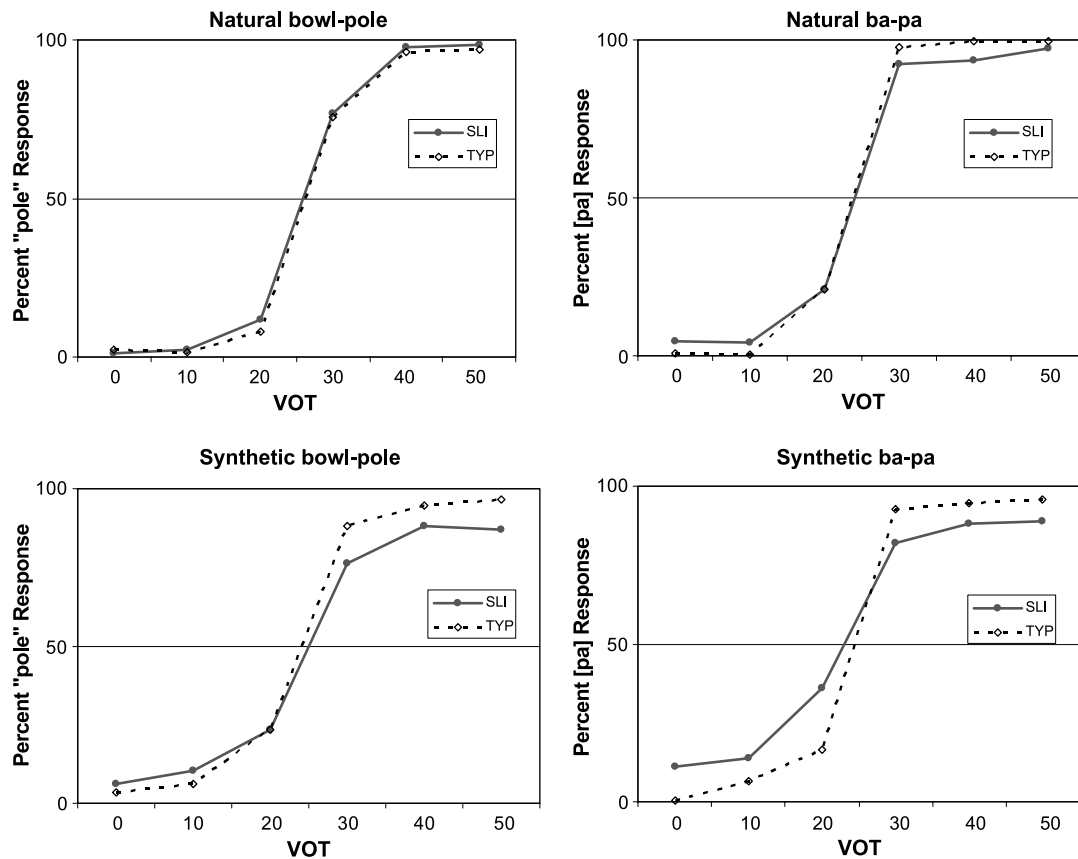 Natural bowl-pole
Percent "pole" Response
100
50
0
SLI
TYP
0 10 20 30 40 50
VOT
Natural ba-pa
Percent [pa] Response
100
50
0
SLI
TYP
0 10 20 30 40 50
VOT
Synthetic bowl-pole
Percent "pole" Response
100
50
0
SLI
TYP
0 10 20 30 40 50
VOT
Synthetic ba-pa
Percent [pa] Response
100
50
0
SLI
TYP
0 10 20 30 40 50
VOT